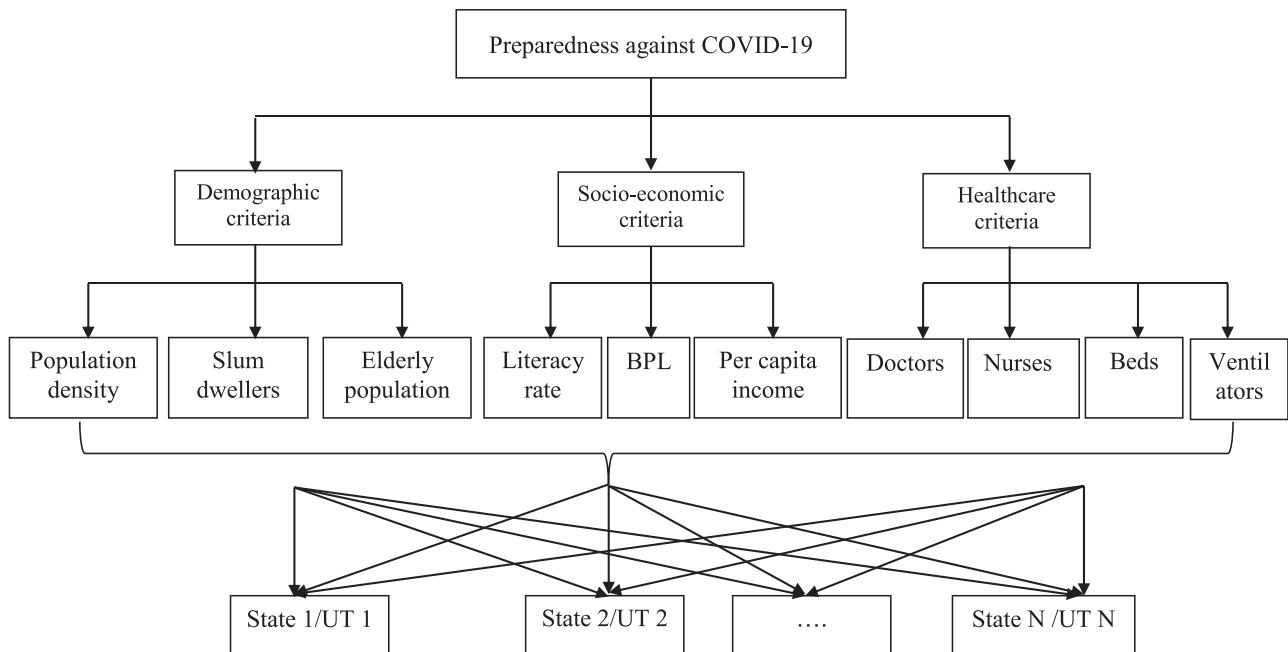 Preparedness against COVID-19
Demographic
criteria
Socio-economic
criteria
Healthcare
criteria
Population
density
Slum
dwellers
Elderly
population
Literacy
rate
BPL
Per capita
income
Doctors
Nurses
Beds
Ventil
ators
State 1/UT 1
State 2/UT 2
….
State N /UT N